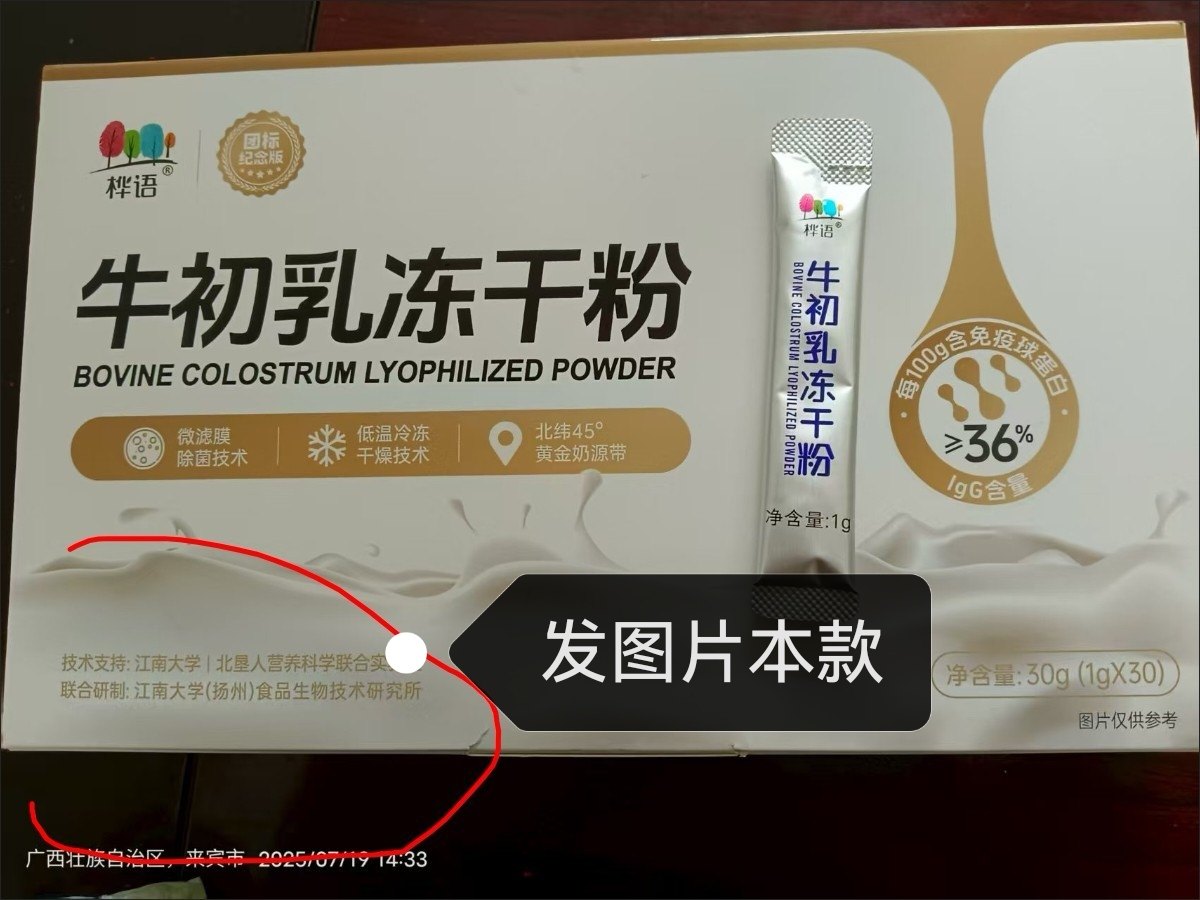 桦语®
团标
纪念版
牛初乳冻干粉
BOVINE COLOSTRUM LYOPHILIZED POWDER
微滤膜
除菌技术
低温冷冻
干燥技术
北纬45°
黄金奶源带
桦语®
牛初乳冻干粉
BOVINE COLOSTRUM LYOPHILIZED POWDER
净含量:1g
每100g含免疫球蛋白
≥36%
IgG含量
发图片本款
技术支持: 江南大学 | 北垦人营养科学联合实
联合研制: 江南大学(扬州)食品生物技术研究所
净含量: 30g (1gX30)
图片仅供参考
广西壮族自治区，来宾市 2025/07/19 14:33